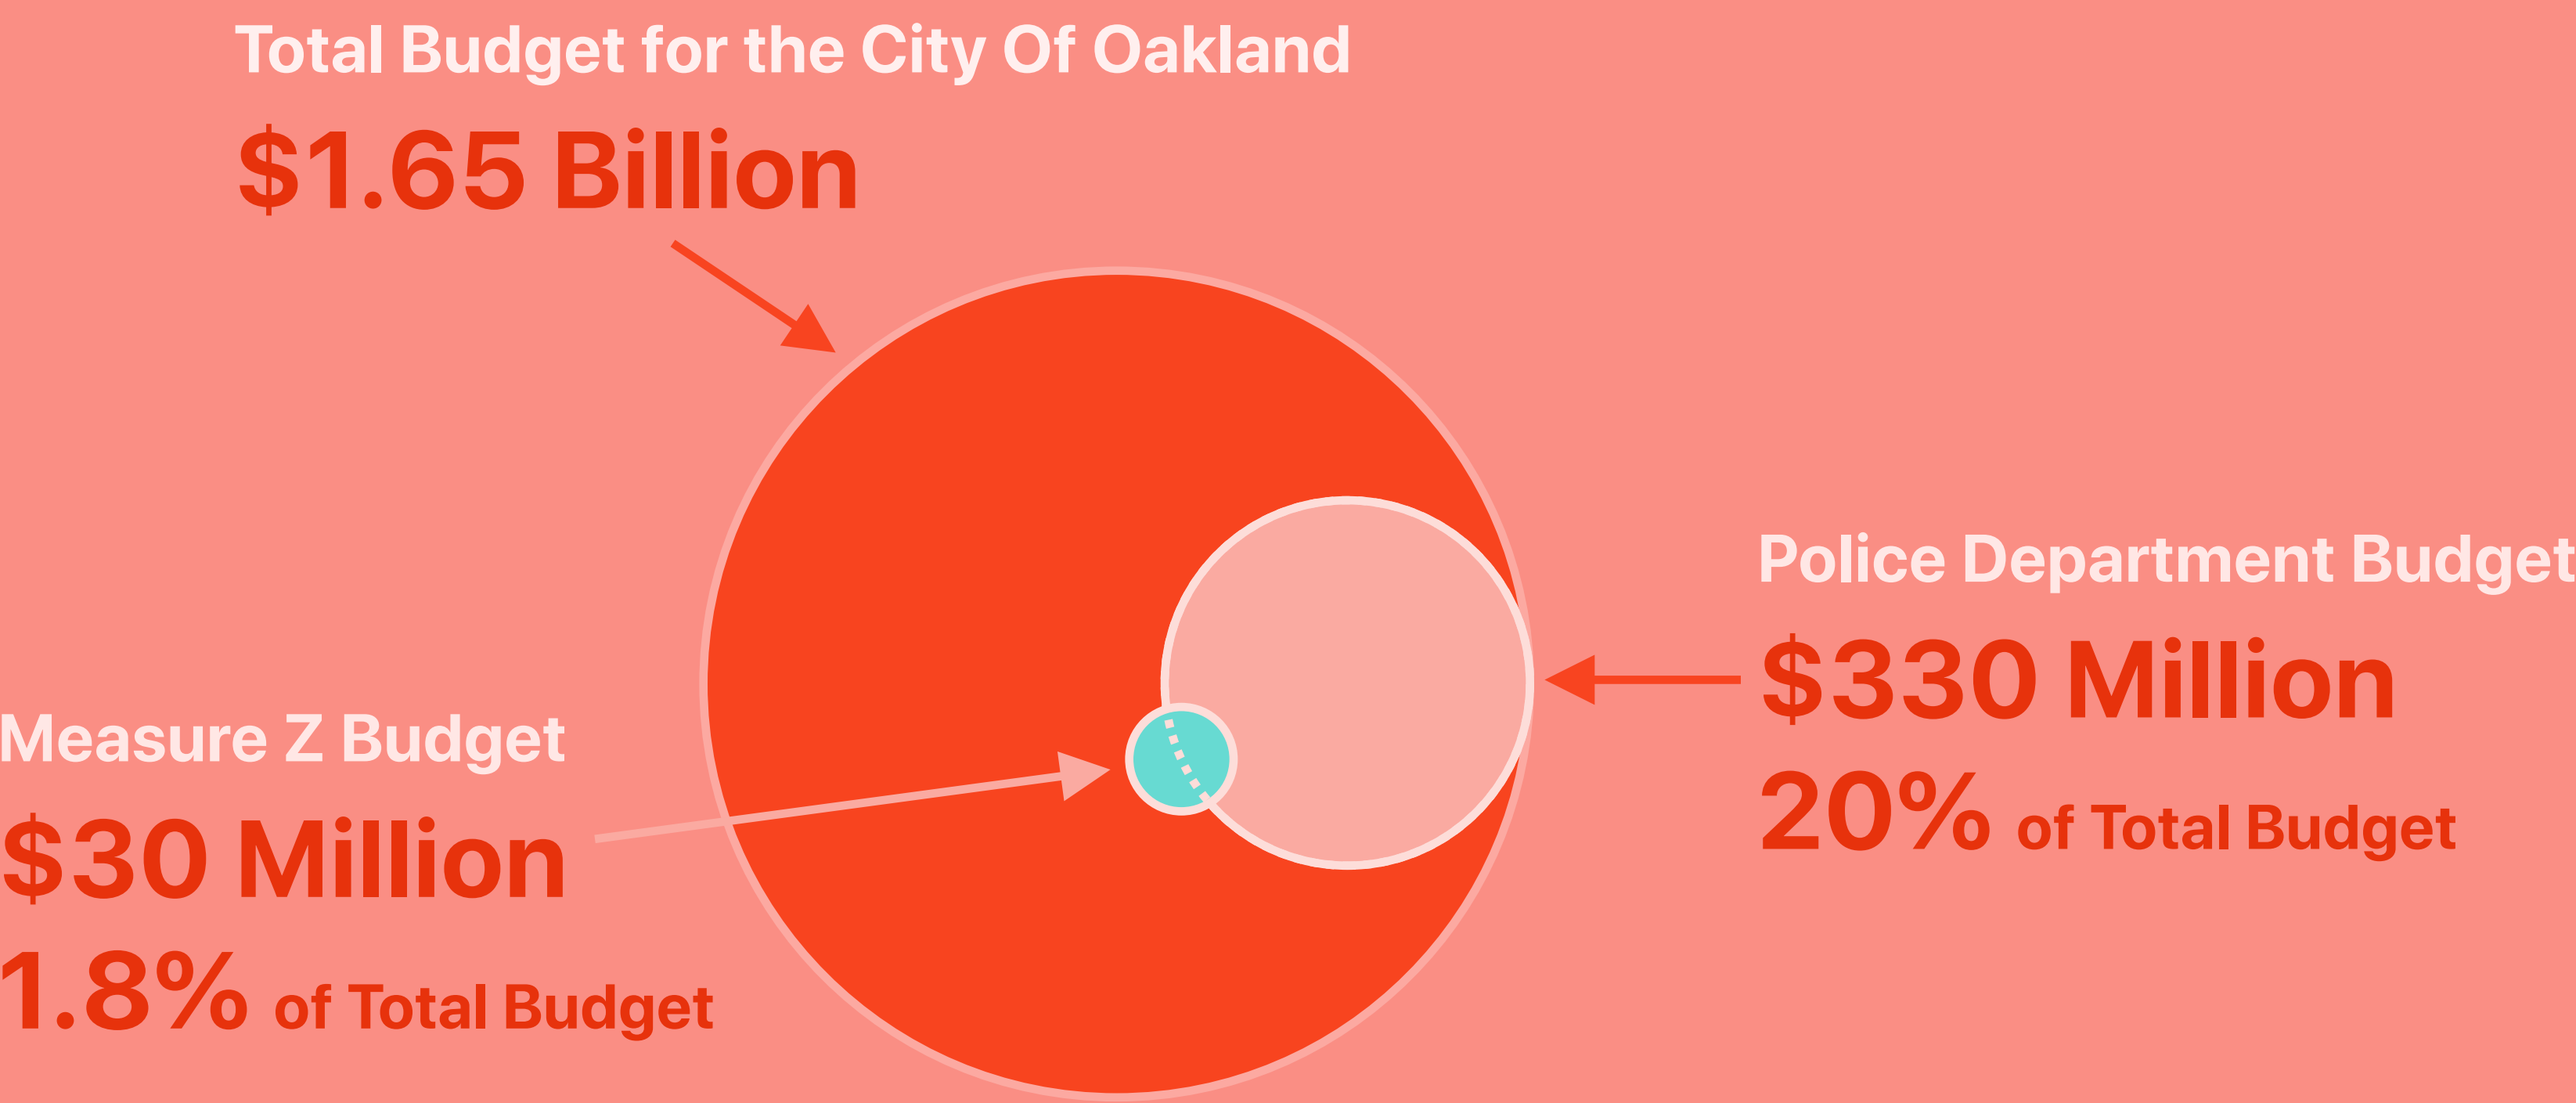 Total Budget for the City Of Oakland
$1.65 Billion
Police Department Budget
$330 Million
20% of Total Budget
Measure Z Budget
$30 Million
1.8% of Total Budget